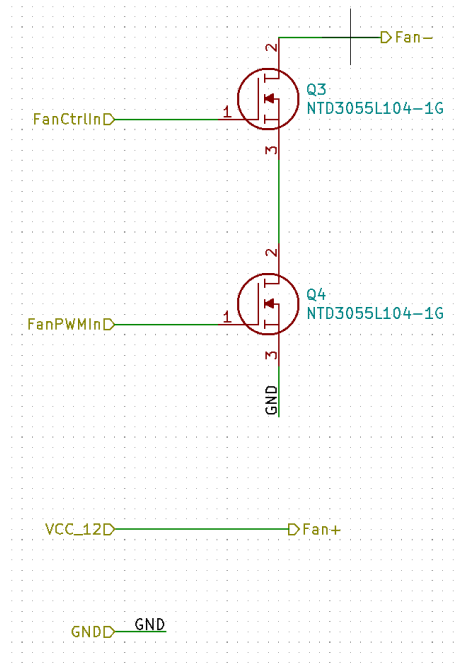 2
Fan-
Q3
NTD3055L104-1G
FanCtrlIn
1
3
2
Q4
NTD3055L104-1G
FanPWMIn
1
3
GND
VCC_12
Fan+
GND
GND